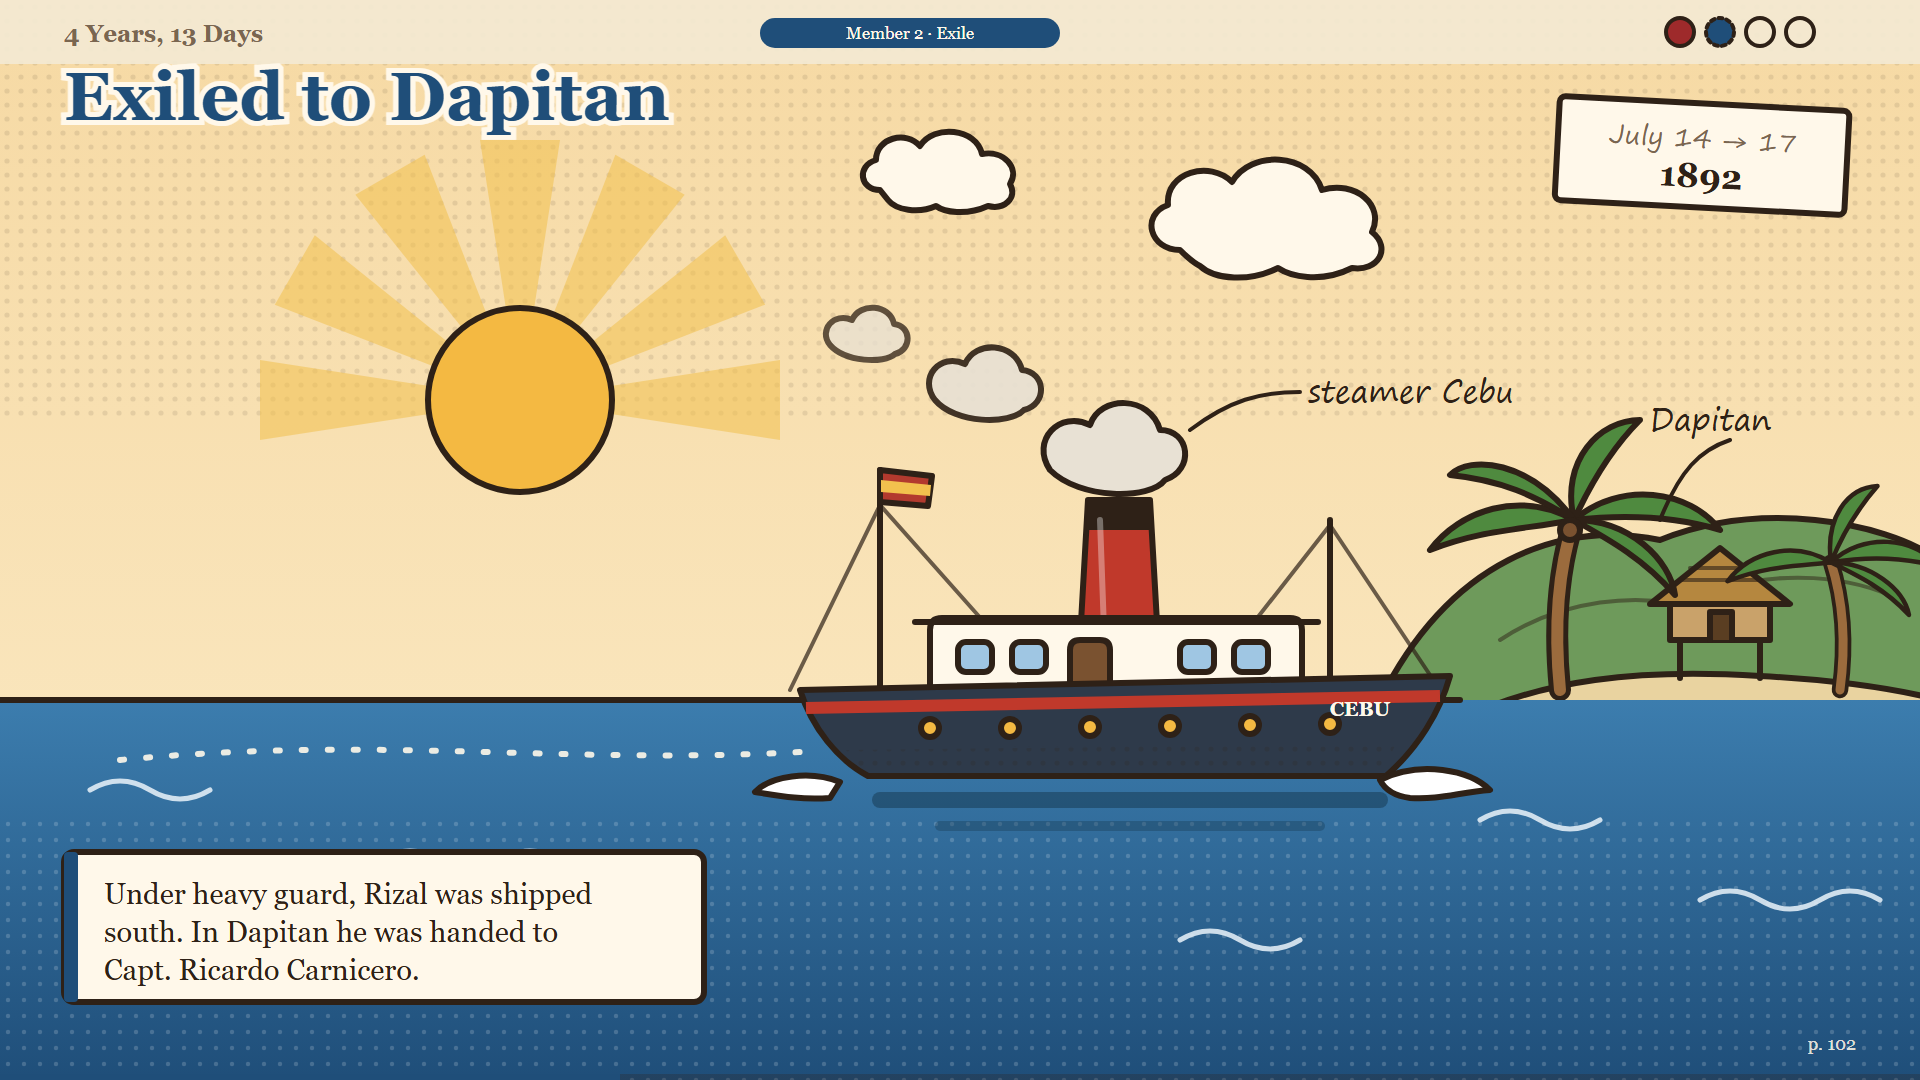 4 Years, 13 Days
Member 2 · Exile
Exiled to Dapitan
July 14 → 17
1892
steamer Cebu
Dapitan
CEBU
Under heavy guard, Rizal was shipped
south. In Dapitan he was handed to
Capt. Ricardo Carnicero.
p. 102